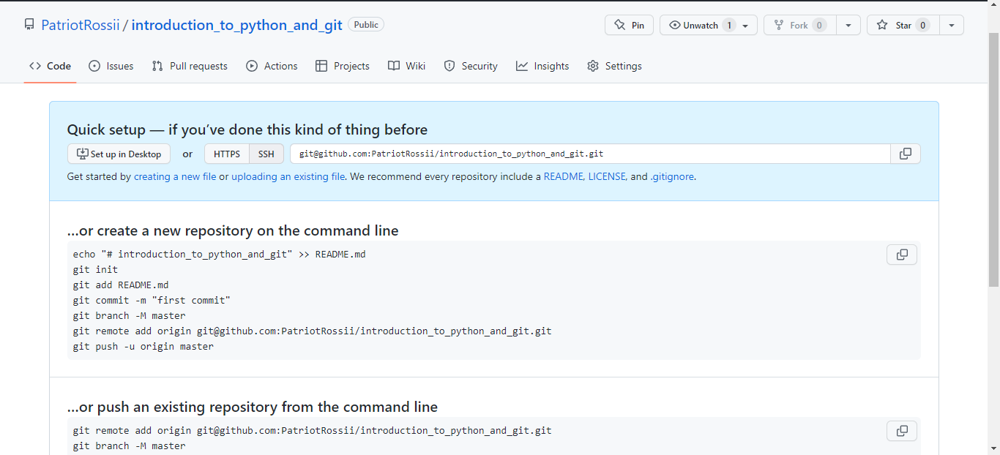 PatriotRossii / introduction_to_python_and_git Public
Pin Unwatch 1 Fork 0 Star 0
Code Issues Pull requests Actions Projects Wiki Security Insights Settings
Quick setup — if you’ve done this kind of thing before
Set up in Desktop or HTTPS SSH git@github.com:PatriotRossii/introduction_to_python_and_git.git
Get started by creating a new file or uploading an existing file. We recommend every repository include a README, LICENSE, and .gitignore.
…or create a new repository on the command line
echo "# introduction_to_python_and_git" >> README.md
git init
git add README.md
git commit -m "first commit"
git branch -M master
git remote add origin git@github.com:PatriotRossii/introduction_to_python_and_git.git
git push -u origin master
…or push an existing repository from the command line
git remote add origin git@github.com:PatriotRossii/introduction_to_python_and_git.git
git branch -M master